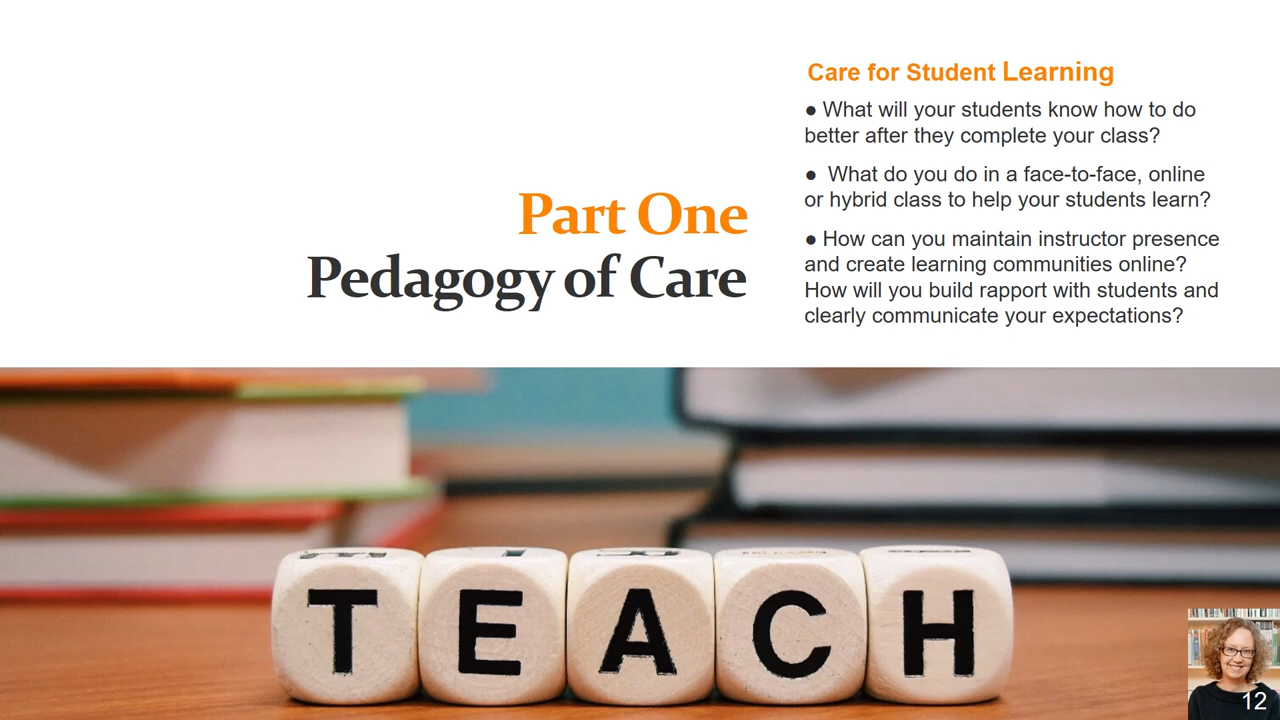 Part One
Pedagogy of Care
Care for Student Learning
● What will your students know how to do
better after they complete your class?
● What do you do in a face-to-face, online
or hybrid class to help your students learn?
● How can you maintain instructor presence
and create learning communities online?
How will you build rapport with students and
clearly communicate your expectations?
TEACH
12